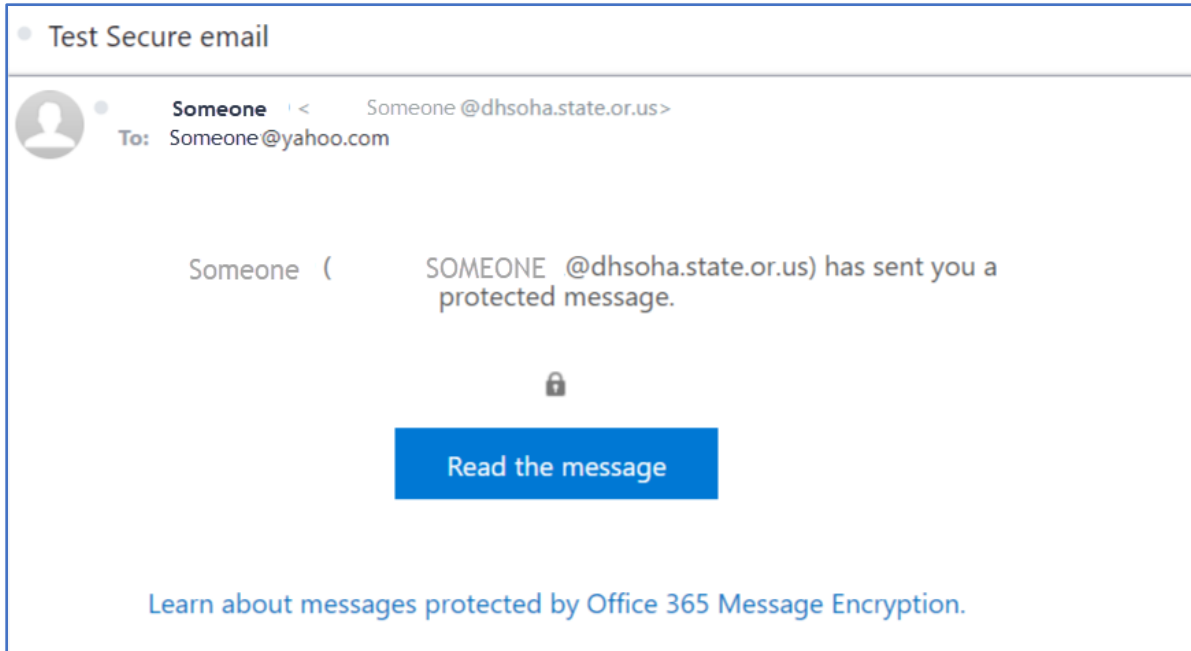 Test Secure email
Someone < Someone @dhsoha.state.or.us>
To: Someone@yahoo.com
Someone ( SOMEONE @dhsoha.state.or.us) has sent you a
protected message.
Read the message
Learn about messages protected by Office 365 Message Encryption.